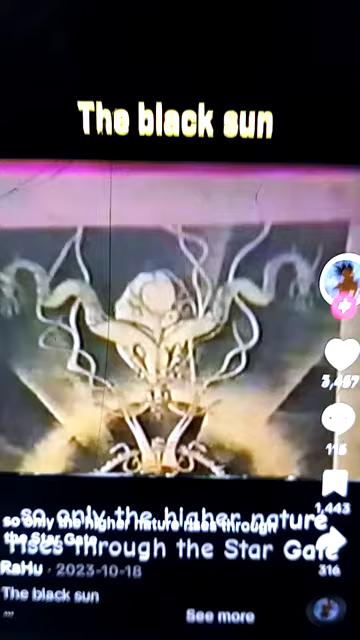 The black sun
3,457
115
so only the higher nature
so only the higher nature rises through
the Star Gate
rises through the Star Gate
1,443
316
RaHu · 2023-10-18
The black sun
See more